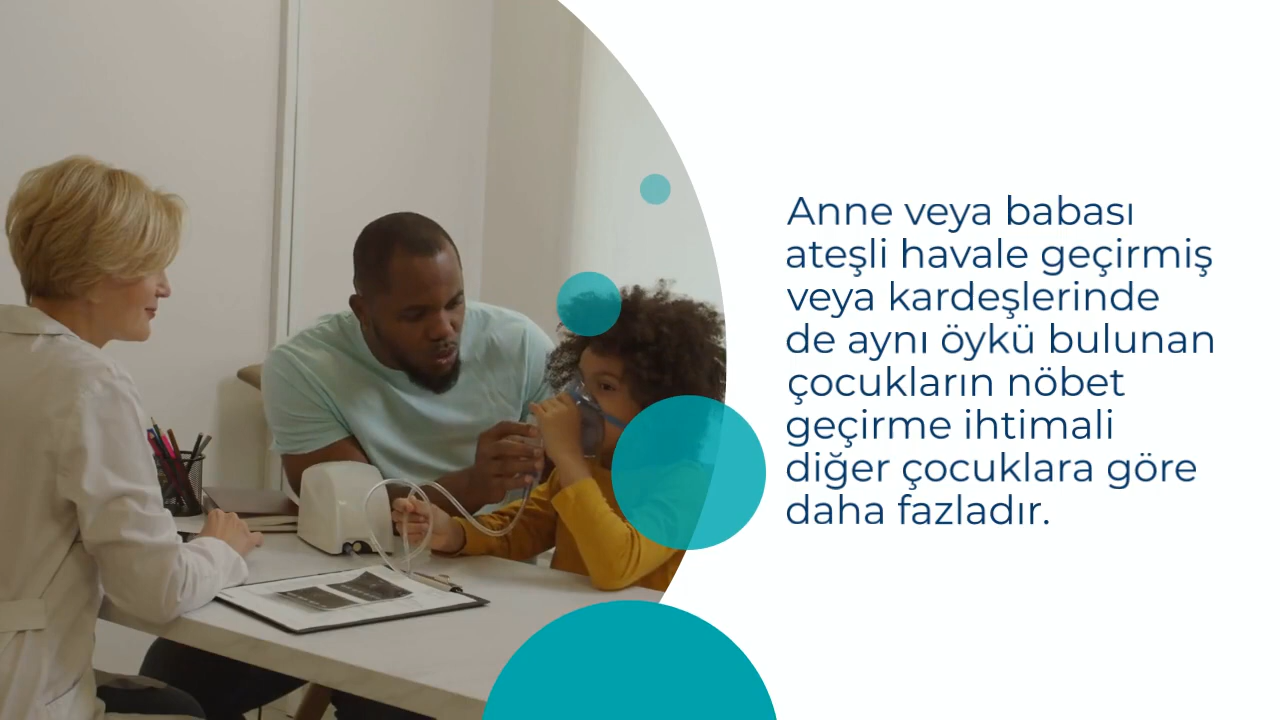 Anne veya babası
ateşli havale geçirmiş
veya kardeşlerinde
de aynı öykü bulunan
çocukların nöbet
geçirme ihtimali
diğer çocuklara göre
daha fazladır.